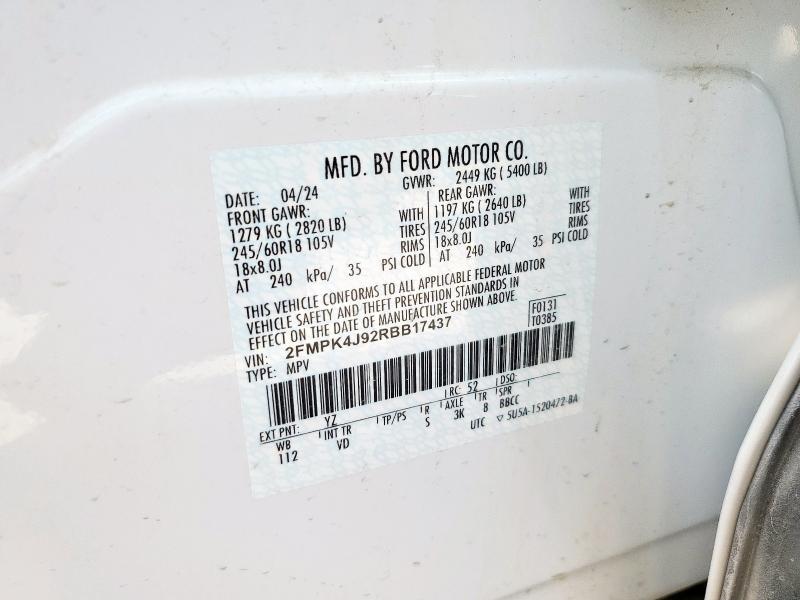 MFD. BY FORD MOTOR CO.
DATE: 04/24 GVWR: 2449 KG ( 5400 LB)
FRONT GAWR: REAR GAWR:
1279 KG ( 2820 LB) WITH 1197 KG ( 2640 LB) WITH
245/60R18 105V TIRES 245/60R18 105V TIRES
18x8.0J RIMS 18x8.0J RIMS
AT 240 kPa/ 35 PSI COLD AT 240 kPa/ 35 PSI COLD
THIS VEHICLE CONFORMS TO ALL APPLICABLE FEDERAL MOTOR
VEHICLE SAFETY AND THEFT PREVENTION STANDARDS IN
EFFECT ON THE DATE OF MANUFACTURE SHOWN ABOVE.
F0131
T0385
VIN: 2FMPK4J92RBB17437
TYPE: MPV
EXT PNT: YZ RC: 52 DSO:
WB INT TR TP/PS R AXLE TR SPR
112 VD S 3K 8 BBCC
UTC ▽ 5U5A-1520472-BA